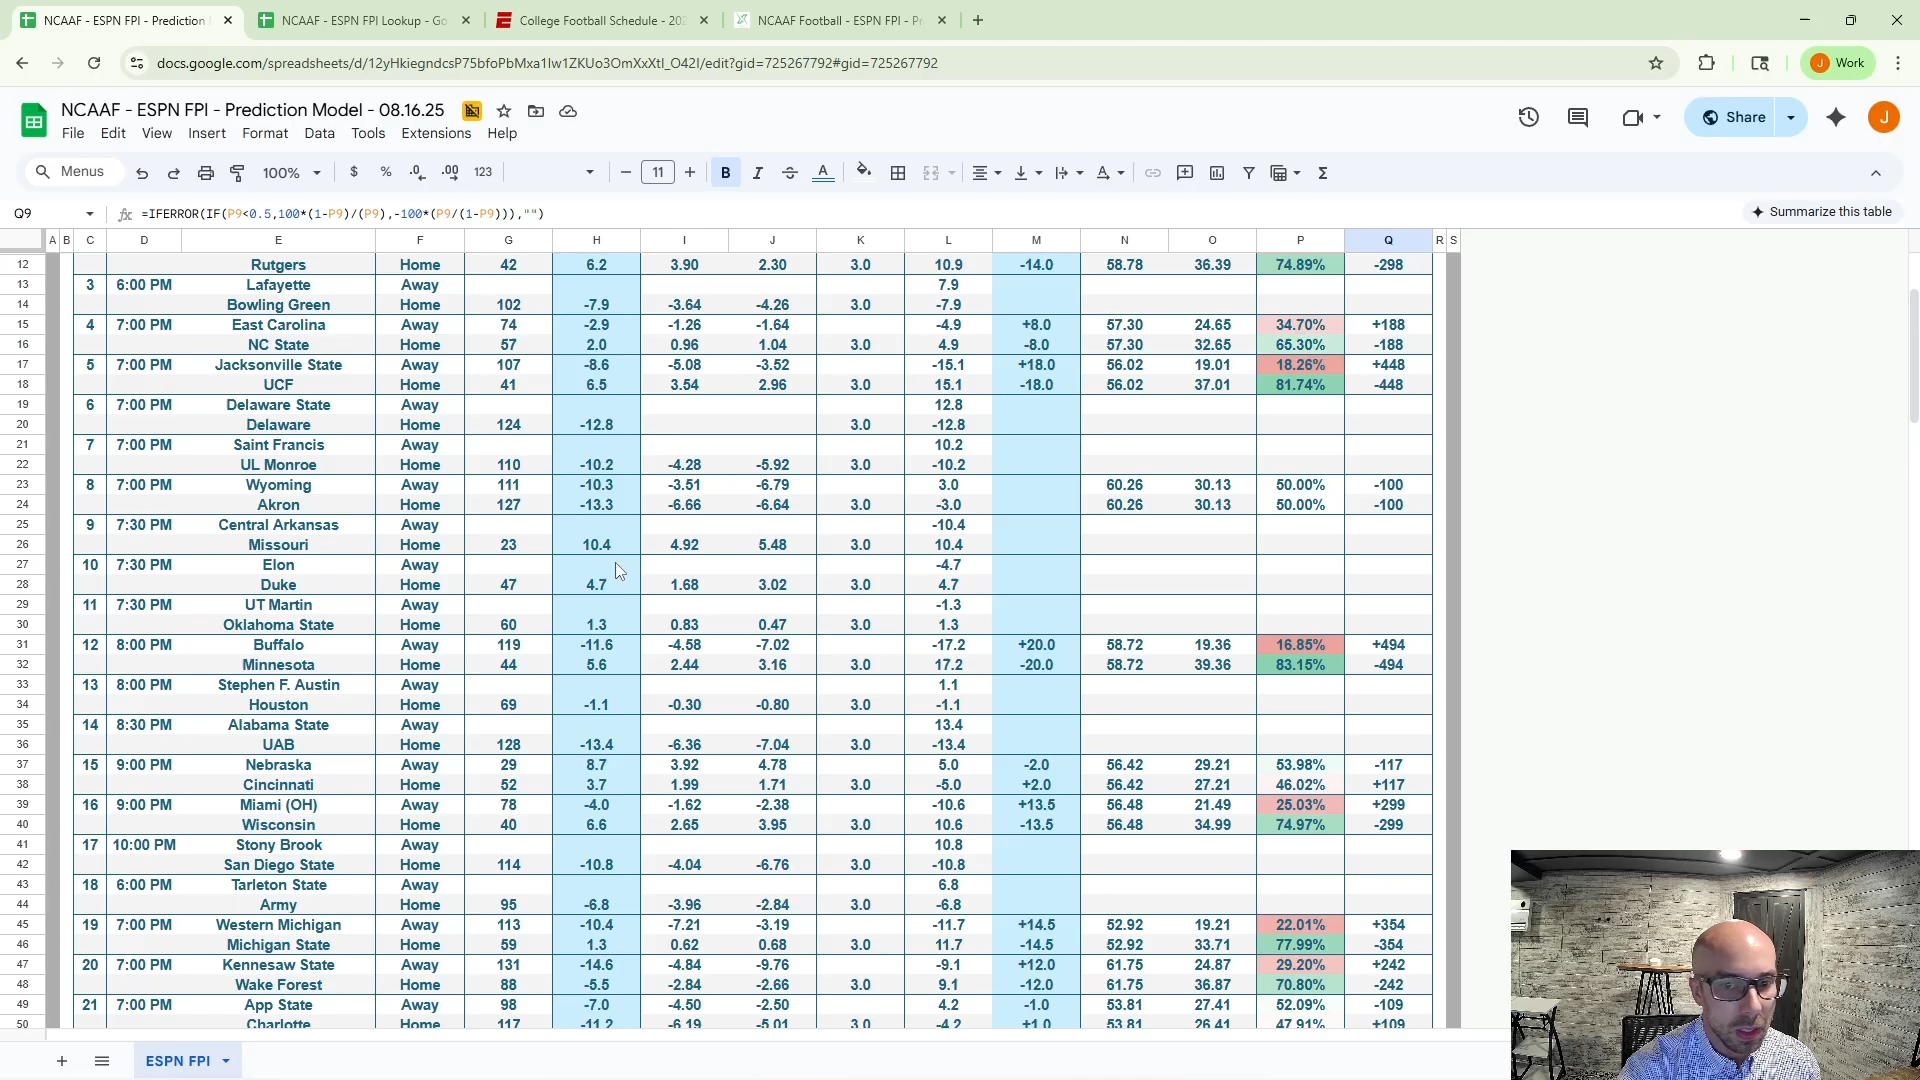 NCAAF - ESPN FPI - Prediction
NCAAF - ESPN FPI Lookup - Go
College Football Schedule - 202
NCAAF Football - ESPN FPI - Pr
docs.google.com/spreadsheets/d/12yHkiegndcsP75bfoPbMxa1Iw1ZKUo3OmXxXtI_O42I/edit?gid=725267792#gid=725267792
J Work
NCAAF - ESPN FPI - Prediction Model - 08.16.25
File Edit View Insert Format Data Tools Extensions Help
Share
J
Menus 100% $ % .0 .00 123 11 B I A
Q9 fx =IFERROR(IF(P9<0.5,100*(1-P9)/(P9),-100*(P9/(1-P9))),"")
Summarize this table
A B C D E F G H I J K L M N O P Q R S
12 Rutgers Home 42 6.2 3.90 2.30 3.0 10.9 -14.0 58.78 36.39 74.89% -298
13 3 6:00 PM Lafayette Away 7.9
14 Bowling Green Home 102 -7.9 -3.64 -4.26 3.0 -7.9
15 4 7:00 PM East Carolina Away 74 -2.9 -1.26 -1.64 -4.9 +8.0 57.30 24.65 34.70% +188
16 NC State Home 57 2.0 0.96 1.04 3.0 4.9 -8.0 57.30 32.65 65.30% -188
17 5 7:00 PM Jacksonville State Away 107 -8.6 -5.08 -3.52 -15.1 +18.0 56.02 19.01 18.26% +448
18 UCF Home 41 6.5 3.54 2.96 3.0 15.1 -18.0 56.02 37.01 81.74% -448
19 6 7:00 PM Delaware State Away 12.8
20 Delaware Home 124 -12.8 3.0 -12.8
21 7 7:00 PM Saint Francis Away 10.2
22 UL Monroe Home 110 -10.2 -4.28 -5.92 3.0 -10.2
23 8 7:00 PM Wyoming Away 111 -10.3 -3.51 -6.79 3.0 60.26 30.13 50.00% -100
24 Akron Home 127 -13.3 -6.66 -6.64 3.0 -3.0 60.26 30.13 50.00% -100
25 9 7:30 PM Central Arkansas Away -10.4
26 Missouri Home 23 10.4 4.92 5.48 3.0 10.4
27 10 7:30 PM Elon Away -4.7
28 Duke Home 47 4.7 1.68 3.02 3.0 4.7
29 11 7:30 PM UT Martin Away -1.3
30 Oklahoma State Home 60 1.3 0.83 0.47 3.0 1.3
31 12 8:00 PM Buffalo Away 119 -11.6 -4.58 -7.02 -17.2 +20.0 58.72 19.36 16.85% +494
32 Minnesota Home 44 5.6 2.44 3.16 3.0 17.2 -20.0 58.72 39.36 83.15% -494
33 13 8:00 PM Stephen F. Austin Away 1.1
34 Houston Home 69 -1.1 -0.30 -0.80 3.0 -1.1
35 14 8:30 PM Alabama State Away 13.4
36 UAB Home 128 -13.4 -6.36 -7.04 3.0 -13.4
37 15 9:00 PM Nebraska Away 29 8.7 3.92 4.78 5.0 -2.0 56.42 29.21 53.98% -117
38 Cincinnati Home 52 3.7 1.99 1.71 3.0 -5.0 +2.0 56.42 27.21 46.02% +117
39 16 9:00 PM Miami (OH) Away 78 -4.0 -1.62 -2.38 -10.6 +13.5 56.48 21.49 25.03% +299
40 Wisconsin Home 40 6.6 2.65 3.95 3.0 10.6 -13.5 56.48 34.99 74.97% -299
41 17 10:00 PM Stony Brook Away 10.8
42 San Diego State Home 114 -10.8 -4.04 -6.76 3.0 -10.8
43 18 6:00 PM Tarleton State Away 6.8
44 Army Home 95 -6.8 -3.96 -2.84 3.0 -6.8
45 19 7:00 PM Western Michigan Away 113 -10.4 -7.21 -3.19 -11.7 +14.5 52.92 19.21 22.01% +354
46 Michigan State Home 59 1.3 0.62 0.68 3.0 11.7 -14.5 52.92 33.71 77.99% -354
47 20 7:00 PM Kennesaw State Away 131 -14.6 -4.84 -9.76 -9.1 +12.0 61.75 24.87 29.20% +242
48 Wake Forest Home 88 -5.5 -2.84 -2.66 3.0 9.1 -12.0 61.75 36.87 70.80% -242
49 21 7:00 PM App State Away 98 -7.0 -4.50 -2.50 4.2 -1.0 53.81 27.41 52.09% -109
50 Charlotte Home 117 -11.2 -6.19 -5.01 3.0 -4.2 +1.0 53.81 26.41 47.91% +109
ESPN FPI